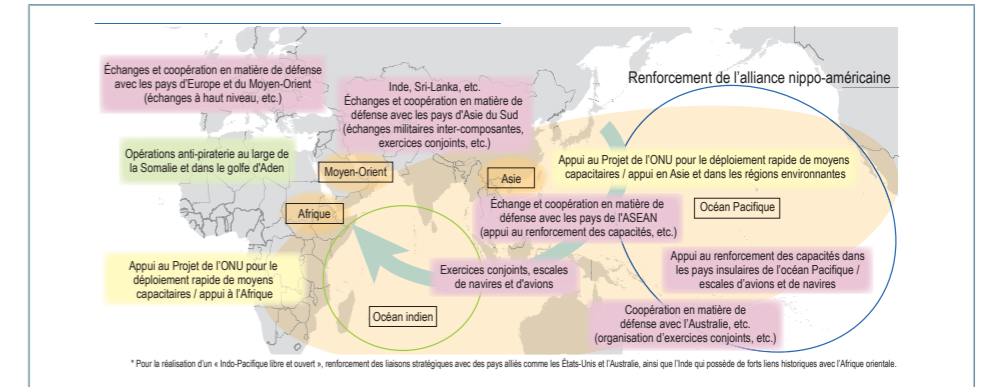 Échanges et coopération en matière de défense
avec les pays d'Europe et du Moyen-Orient
(échanges à haut niveau, etc.)
Inde, Sri-Lanka, etc.
Échanges et coopération en matière de
défense avec les pays d'Asie du Sud
(échanges militaires inter-composantes,
exercices conjoints, etc.)
Renforcement de l'alliance nippo-américaine
Opérations anti-piraterie au large de
la Somalie et dans le golfe d'Aden
Moyen-Orient
Asie
Appui au Projet de l'ONU pour le déploiement rapide de moyens
capacitaires / appui en Asie et dans les régions environnantes
Afrique
Échange et coopération en matière de
défense avec les pays de l'ASEAN
(appui au renforcement des capacités, etc.)
Océan Pacifique
Appui au Projet de l'ONU pour le
déploiement rapide de moyens
capacitaires / appui à l'Afrique
Exercices conjoints, escales
de navires et d'avions
Appui au renforcement des capacités dans
les pays insulaires de l'océan Pacifique /
escales d'avions et de navires
Océan indien
Coopération en matière de
défense avec l'Australie, etc.
(organisation d'exercices conjoints, etc.)
* Pour la réalisation d'un « Indo-Pacifique libre et ouvert », renforcement des liaisons stratégiques avec des pays alliés comme les États-Unis et l'Australie, ainsi que l'Inde qui possède de forts liens historiques avec l'Afrique orientale.